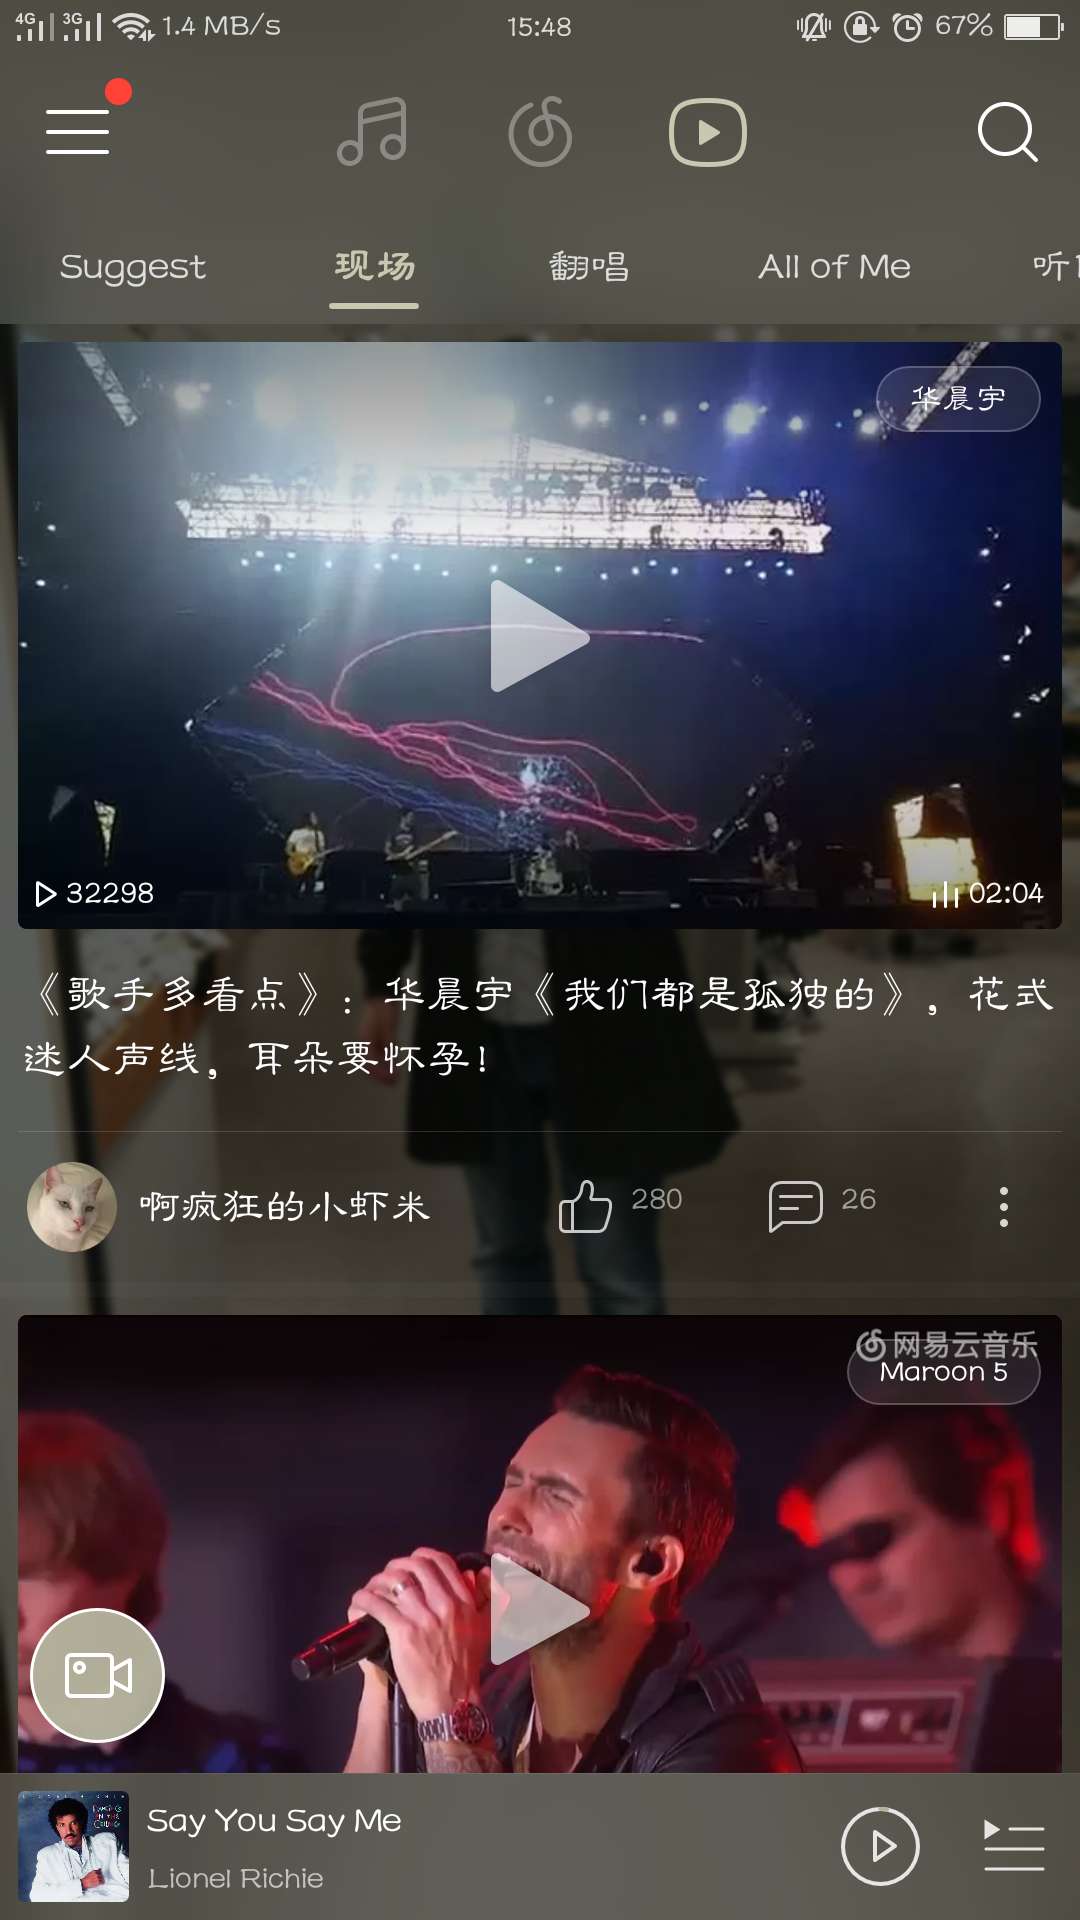 4G 3G 1.4 MB/s 15:48 67%
Suggest 现场 翻唱 All of Me 听
华晨宇
32298 02:04
《歌手多看点》：华晨宇《我们都是孤独的》，花式
迷人声线，耳朵要怀孕！
啊疯狂的小虾米 280 26
网易云音乐
Maroon 5
Say You Say Me
Lionel Richie